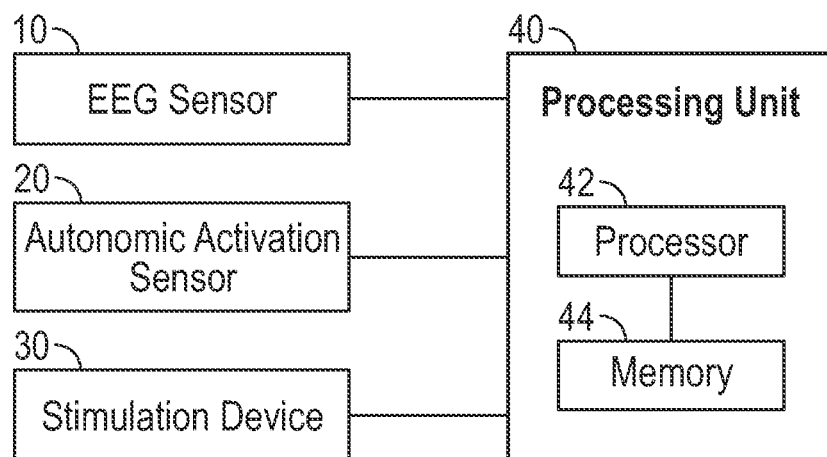 10
EEG Sensor
20
Autonomic Activation
Sensor
30
Stimulation Device
40
Processing Unit
42
Processor
44
Memory